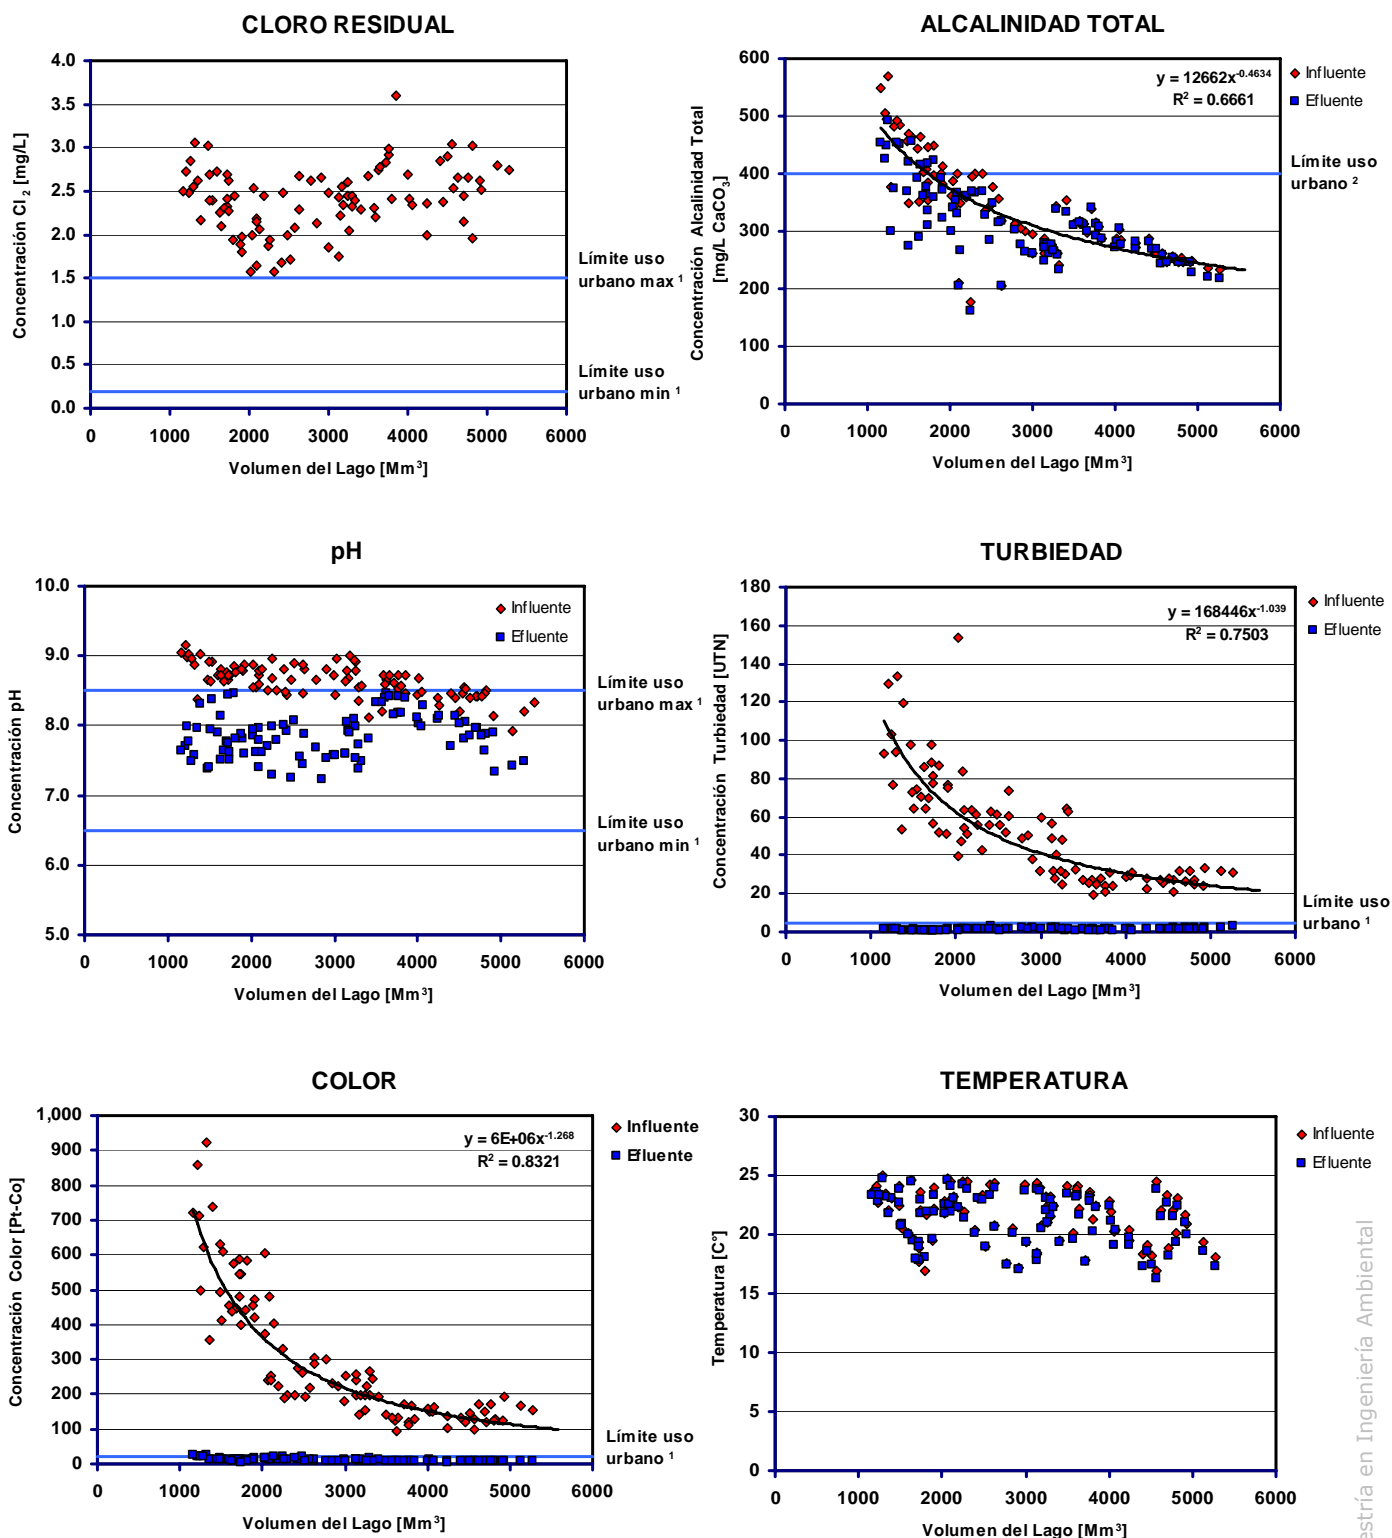 CLORO RESIDUAL
4.0
3.5
3.0
2.5
2.0
1.5
1.0
0.5
0.0
Concentración Cl₂ [mg/L]
0 1000 2000 3000 4000 5000 6000
Volumen del Lago [Mm³]
Límite uso
urbano max ¹
Límite uso
urbano min ¹
ALCALINIDAD TOTAL
600
500
400
300
200
100
0
Concentración Alcalinidad Total
[mg/L CaCO₃]
y = 12662x^-0.4634
R² = 0.6661
Influente
Efluente
Límite uso
urbano ²
0 1000 2000 3000 4000 5000 6000
Volumen del Lago [Mm³]
pH
10.0
9.0
8.0
7.0
6.0
5.0
Concención pH
Influente
Efluente
Límite uso
urbano max ¹
Límite uso
urbano min ¹
0 1000 2000 3000 4000 5000 6000
Volumen del Lago [Mm³]
TURBIEDAD
180
160
140
120
100
80
60
40
20
0
Concentración Turbiedad [UTN]
y = 168446x^-1.039
R² = 0.7503
Influente
Efluente
Límite uso
urbano ¹
0 1000 2000 3000 4000 5000 6000
Volumen del Lago [Mm³]
COLOR
1,000
900
800
700
600
500
400
300
200
100
0
Concentración Color [Pt-Co]
y = 6E+06x^-1.268
R² = 0.8321
Influente
Efluente
Límite uso
urbano ¹
0 1000 2000 3000 4000 5000 6000
Volumen del Lago [Mm³]
TEMPERATURA
30
25
20
15
10
5
0
Temperatura [C°]
Influente
Efluente
0 1000 2000 3000 4000 5000 6000
Volumen del Lago [Mm³]
estría en Ingeniería Ambiental